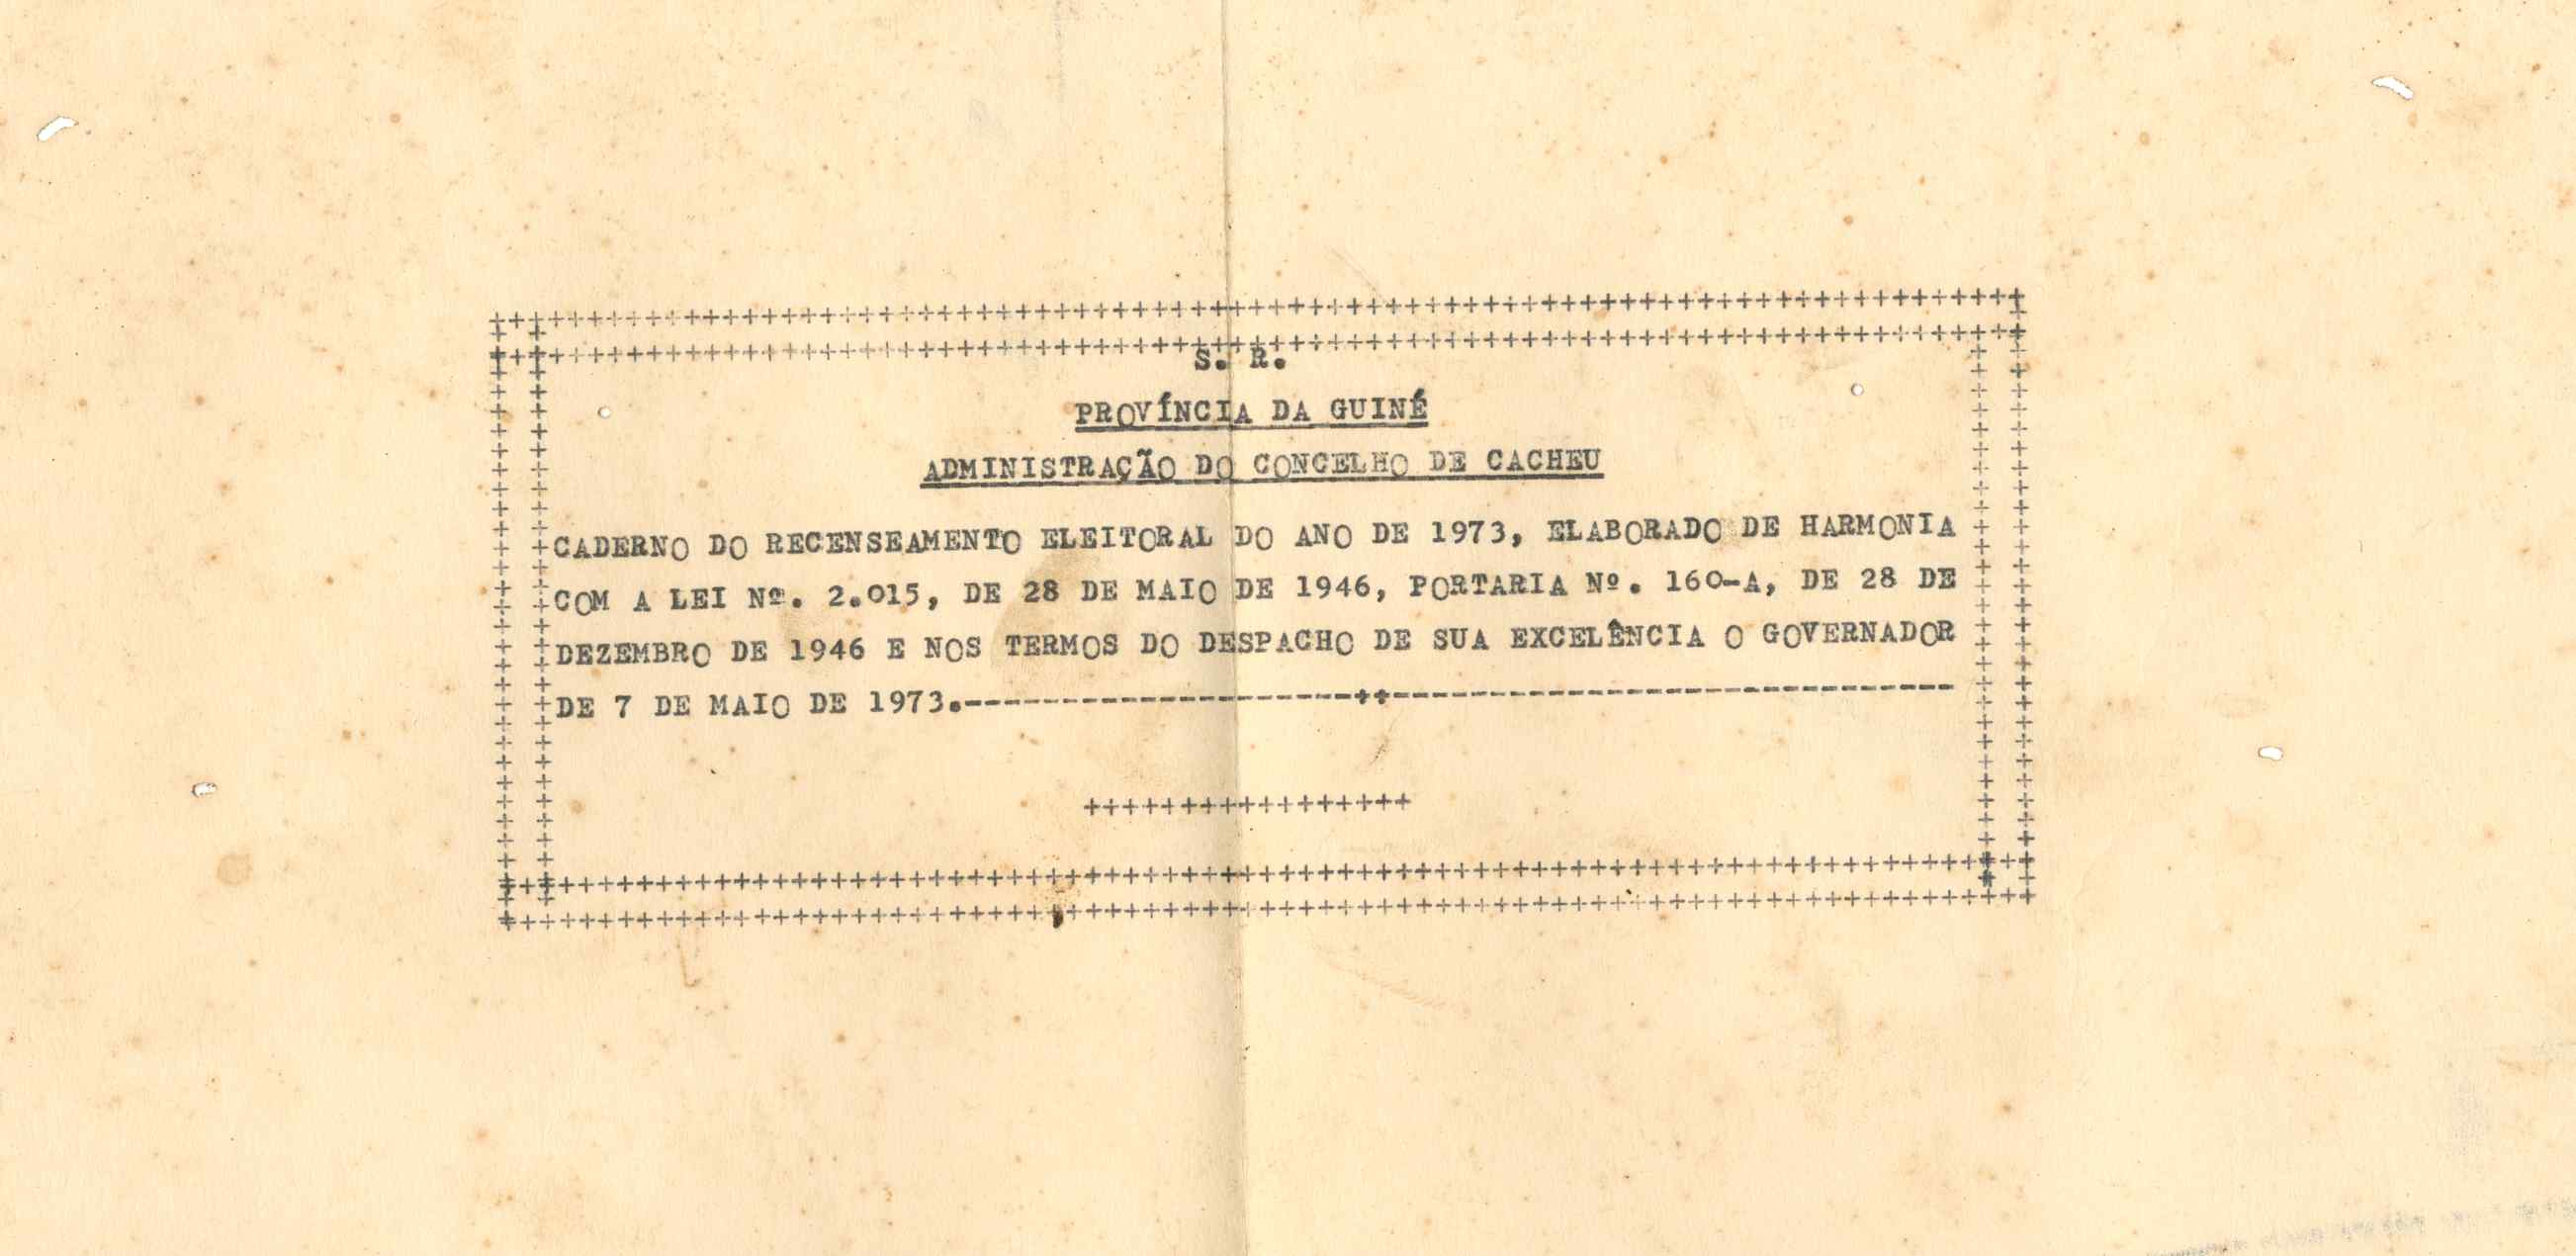 S. R.
PROVÍNCIA DA GUINÉ
ADMINISTRAÇÃO DO CONCELHO DE CACHEU
CADERNO DO RECENSEAMENTO ELEITORAL DO ANO DE 1973, ELABORADO DE HARMONIA
COM A LEI Nº. 2.015, DE 28 DE MAIO DE 1946, PORTARIA Nº. 160-A, DE 28 DE
DEZEMBRO DE 1946 E NOS TERMOS DO DESPACHO DE SUA EXCELÊNCIA O GOVERNADOR
DE 7 DE MAIO DE 1973.--------------------++-----------------------------
+++++++++++++++++